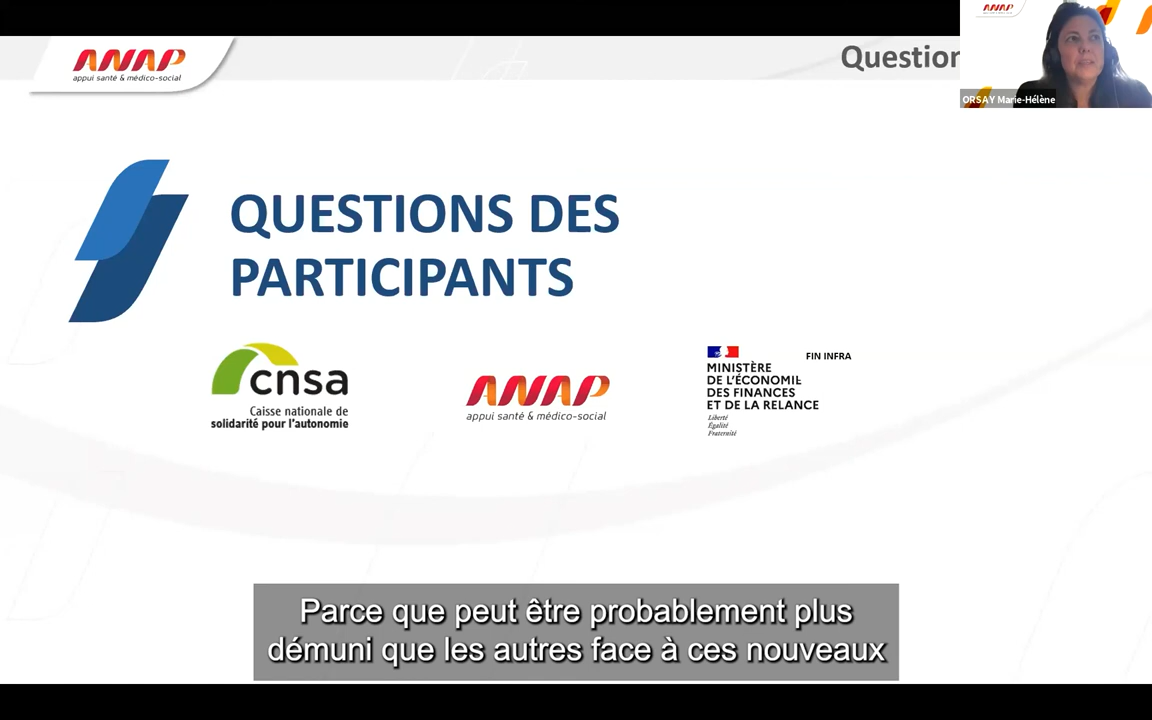 ANAP
appui santé & médico-social
Question
ANAP
ORSAY Marie-Hélène
QUESTIONS DES
PARTICIPANTS
cnsa
Caisse nationale de
solidarité pour l'autonomie
ANAP
appui santé & médico-social
FIN INFRA
MINISTÈRE
DE L'ÉCONOMIE
DES FINANCES
ET DE LA RELANCE
Liberté
Égalité
Fraternité
Parce que peut être probablement plus
démuni que les autres face à ces nouveaux